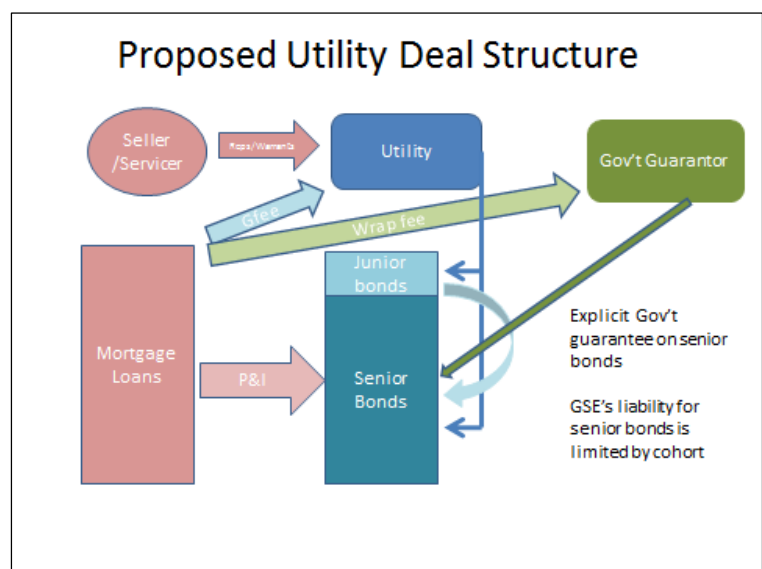 Proposed Utility Deal Structure
Seller
/Servicer
Reps/Warrants
Utility
Gov't Guarantor
Gfee
Wrap fee
Junior
bonds
Mortgage
Loans
P&I
Senior
Bonds
Explicit Gov't
guarantee on senior
bonds
GSE's liability for
senior bonds is
limited by cohort